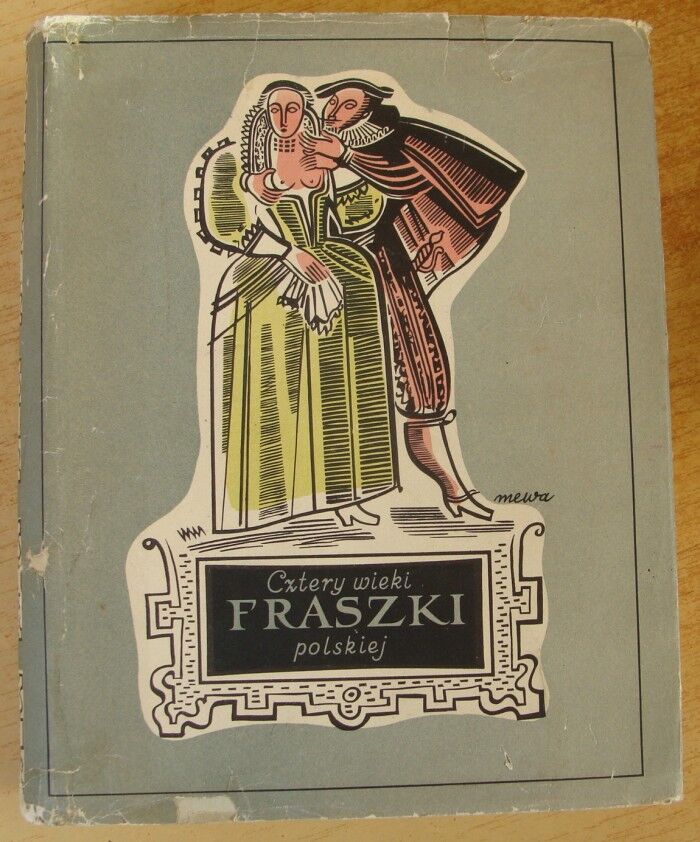 mewa
Cztery wieki
FRASZKI
polskiej